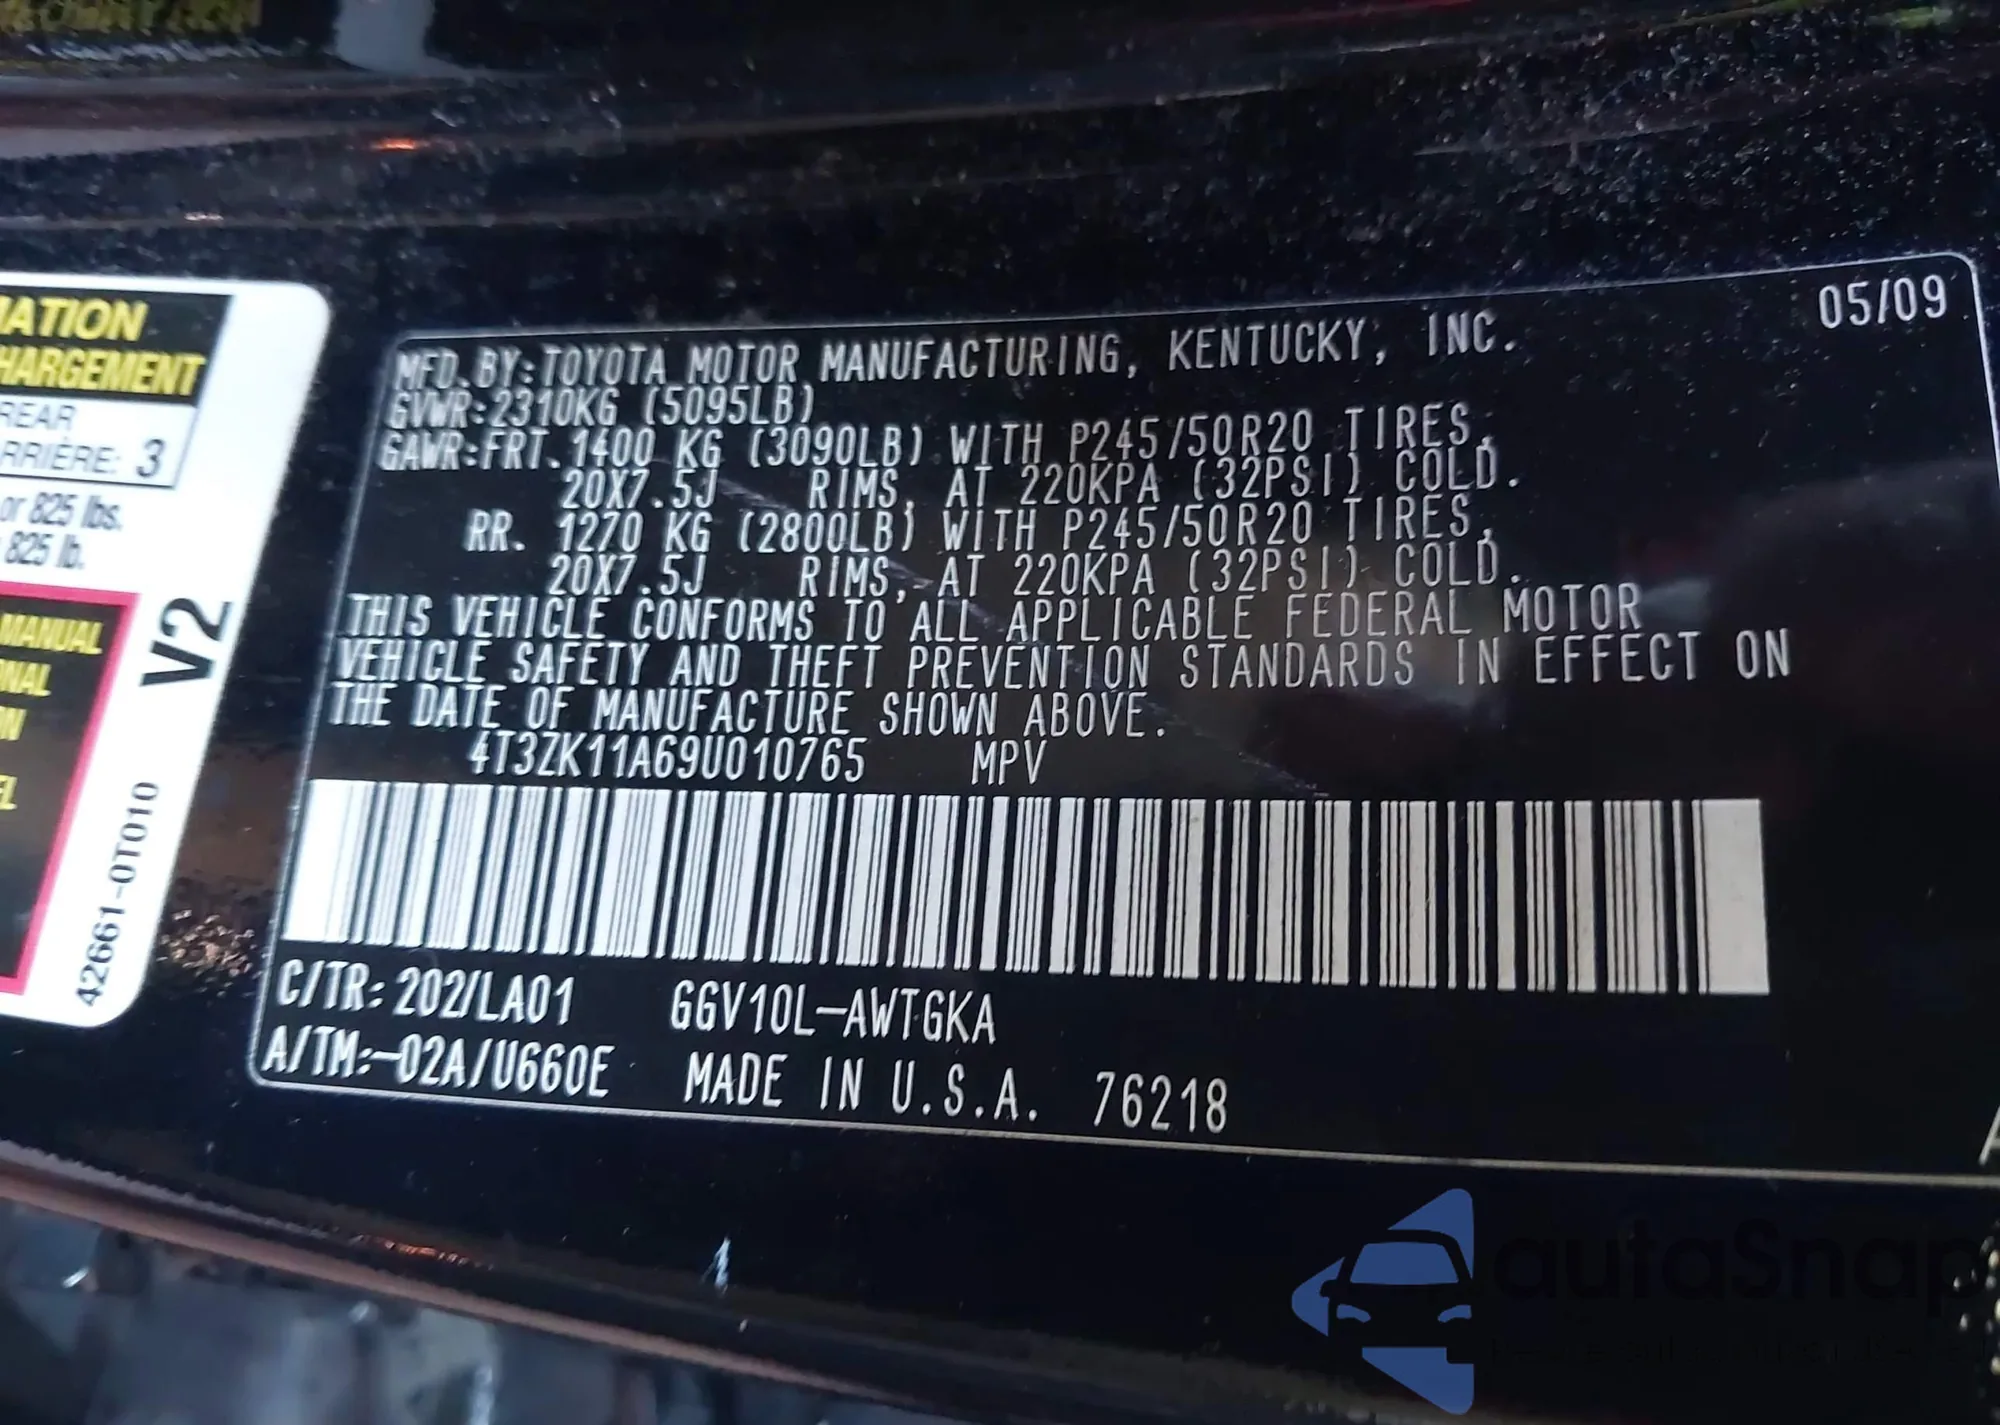 MATION
HARGEMENT
REAR
RRIÈRE: 3
or 825 lbs.
825 lb.
MANUAL
V2
42661-0T010
05/09
MFD. BY: TOYOTA MOTOR MANUFACTURING, KENTUCKY, INC.
GVWR: 2310KG (5095LB)
GAWR: FRT. 1400 KG (3090LB) WITH P245/50R20 TIRES,
20X7.5J RIMS, AT 220KPA (32PSI) COLD.
RR. 1270 KG (2800LB) WITH P245/50R20 TIRES,
20X7.5J RIMS, AT 220KPA (32PSI) COLD.
THIS VEHICLE CONFORMS TO ALL APPLICABLE FEDERAL MOTOR
VEHICLE SAFETY AND THEFT PREVENTION STANDARDS IN EFFECT ON
THE DATE OF MANUFACTURE SHOWN ABOVE.
4T3ZK11A69U010765 MPV
C/TR: 202/LA01 GGV10L-AWTGKA
A/TM:-02A/U660E MADE IN U.S.A. 76218
autaSnap